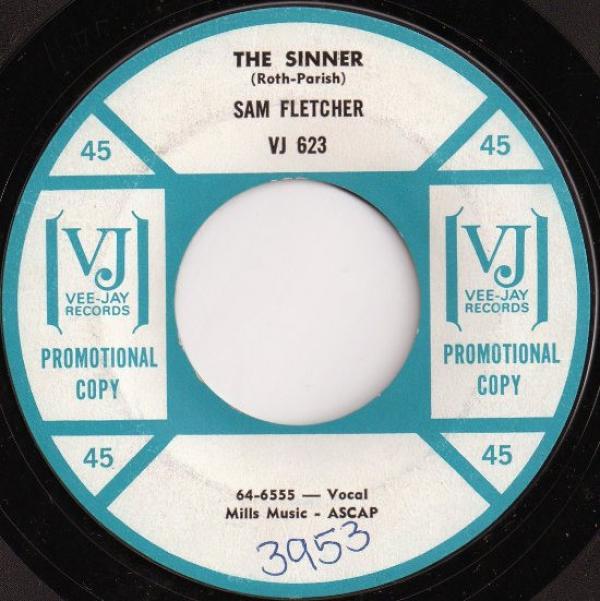 THE SINNER
(Roth-Parish)
SAM FLETCHER
VJ 623
45
45
VJ
VEE-JAY
RECORDS
PROMOTIONAL
COPY
VJ
VEE-JAY
RECORDS
PROMOTIONAL
COPY
45
45
64-6555 — Vocal
Mills Music - ASCAP
3953